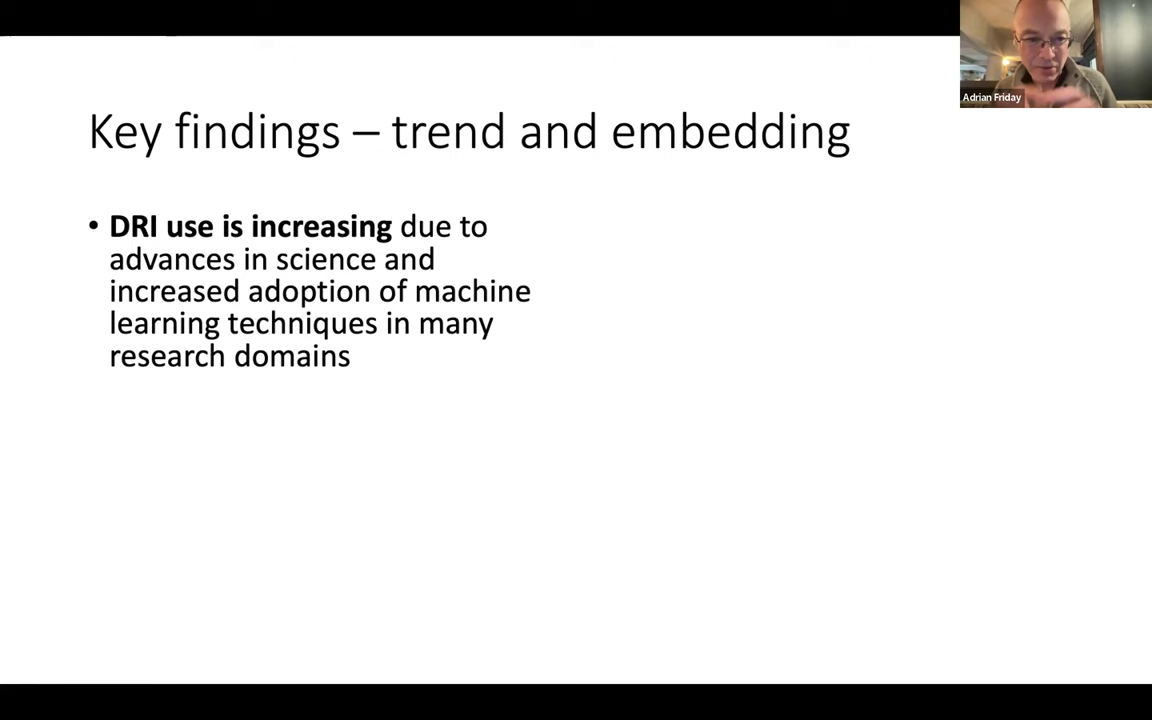 Adrian Friday
Key findings – trend and embedding
• DRI use is increasing due to
advances in science and
increased adoption of machine
learning techniques in many
research domains